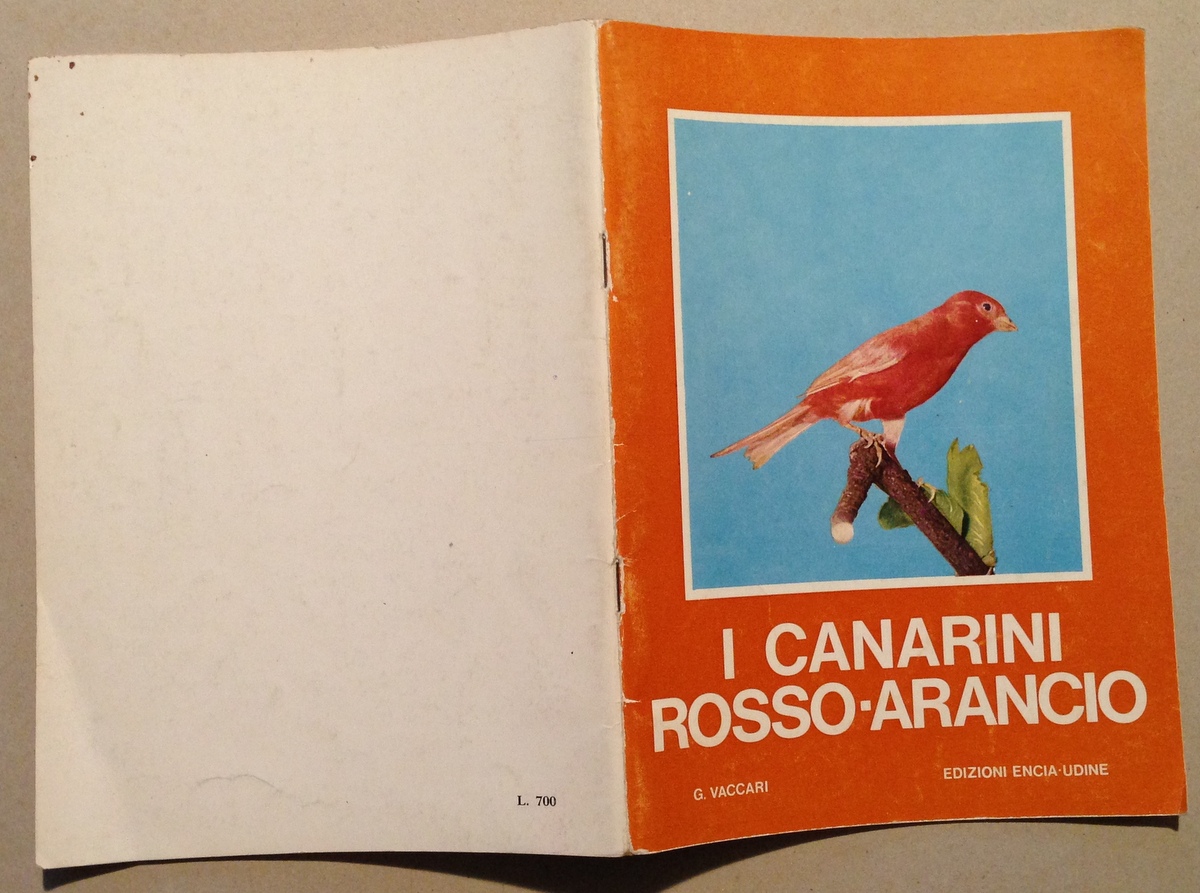 I CANARINI
ROSSO-ARANCIO
G. VACCARI
EDIZIONI ENCIA-UDINE
L. 700